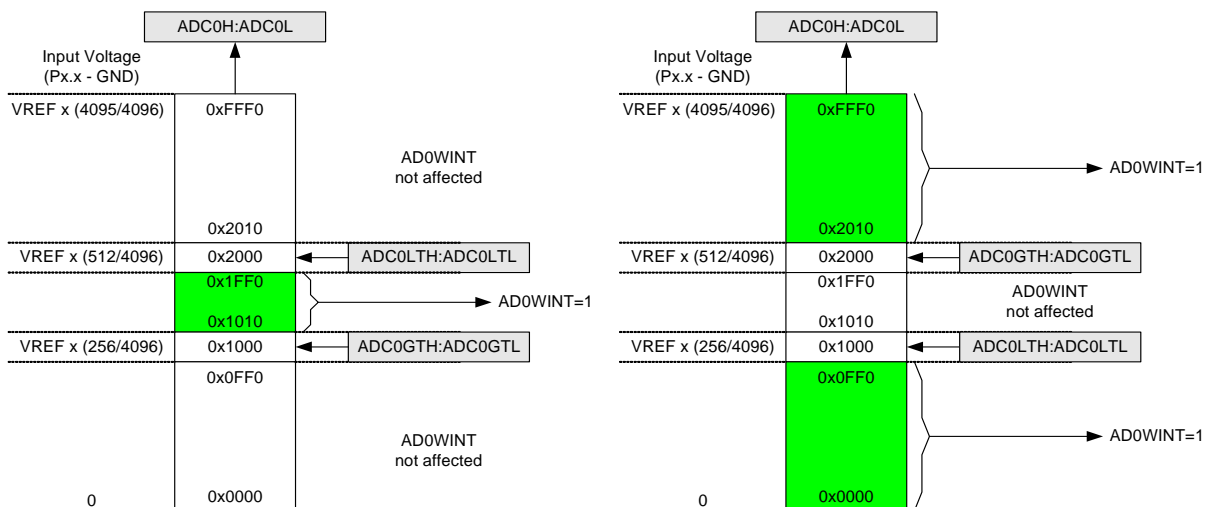 ADC0H:ADC0L
Input Voltage
(Px.x - GND)
VREF x (4095/4096)
0xFFF0
AD0WINT
not affected
0x2010
VREF x (512/4096)
0x2000
ADC0LTH:ADC0LTL
0x1FF0
AD0WINT=1
0x1010
VREF x (256/4096)
0x1000
ADC0GTH:ADC0GTL
0x0FF0
AD0WINT
not affected
0
0x0000
ADC0H:ADC0L
Input Voltage
(Px.x - GND)
VREF x (4095/4096)
0xFFF0
AD0WINT=1
0x2010
VREF x (512/4096)
0x2000
ADC0GTH:ADC0GTL
0x1FF0
AD0WINT
not affected
0x1010
VREF x (256/4096)
0x1000
ADC0LTH:ADC0LTL
0x0FF0
AD0WINT=1
0
0x0000